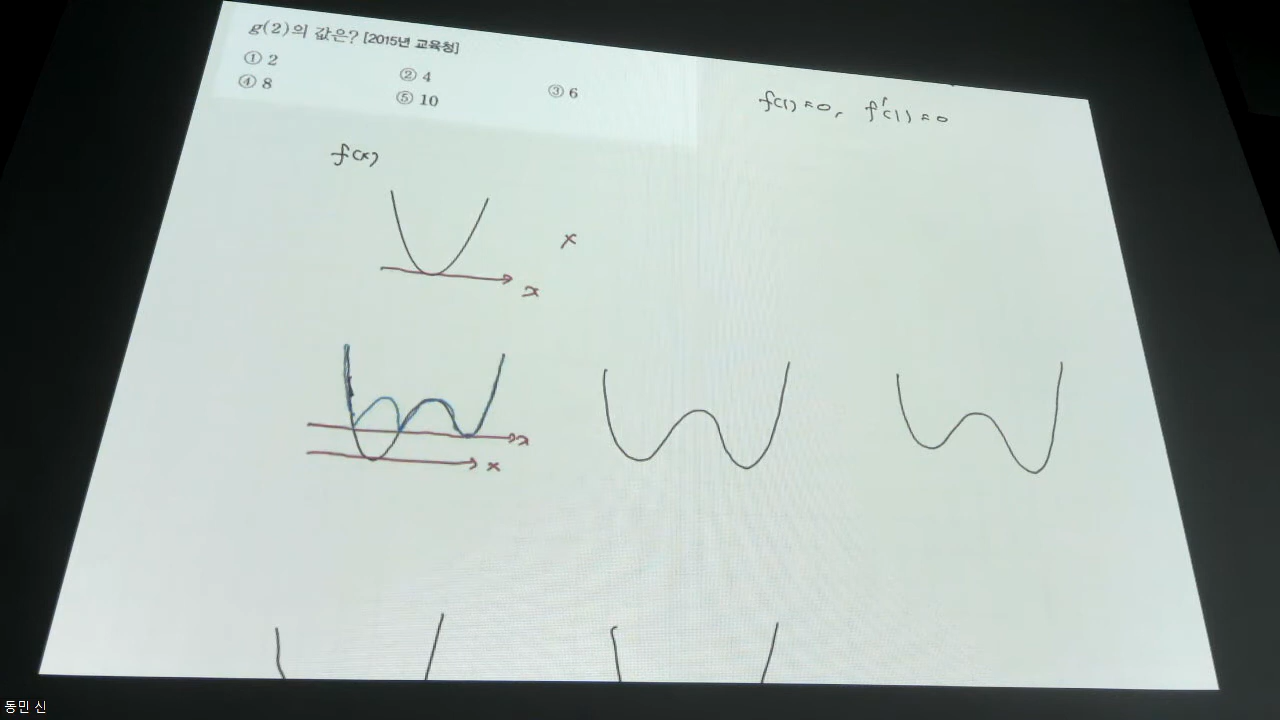 g(2)의 값은? [2015년 교육청]
① 2 ② 4 ③ 6
④ 8 ⑤ 10
f(1)=0, f'(1)=0
f(x)
x
x
x
x
동민 신